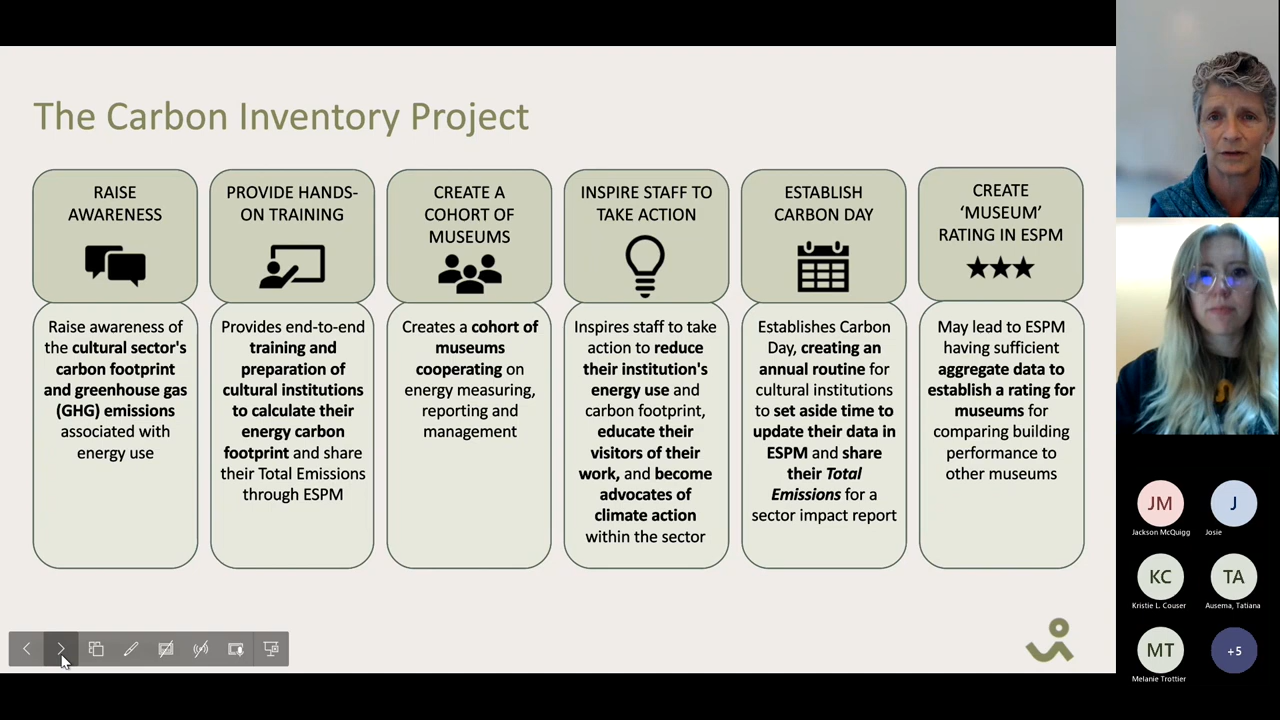 The Carbon Inventory Project
RAISE
AWARENESS
Raise awareness of
the cultural sector's
carbon footprint
and greenhouse gas
(GHG) emissions
associated with
energy use
PROVIDE HANDS-
ON TRAINING
Provides end-to-end
training and
preparation of
cultural institutions
to calculate their
energy carbon
footprint and share
their Total Emissions
through ESPM
CREATE A
COHORT OF
MUSEUMS
Creates a cohort of
museums
cooperating on
energy measuring,
reporting and
management
INSPIRE STAFF TO
TAKE ACTION
Inspires staff to take
action to reduce
their institution's
energy use and
carbon footprint,
educate their
visitors of their
work, and become
advocates of
climate action
within the sector
ESTABLISH
CARBON DAY
Establishes Carbon
Day, creating an
annual routine for
cultural institutions
to set aside time to
update their data in
ESPM and share
their Total
Emissions for a
sector impact report
CREATE
‘MUSEUM’
RATING IN ESPM
May lead to ESPM
having sufficient
aggregate data to
establish a rating for
museums for
comparing building
performance to
other museums
JM
Jackson McQuigg
J
Josie
KC
Kristie L. Couser
TA
Ausema, Tatiana
MT
Melanie Trottier
+5